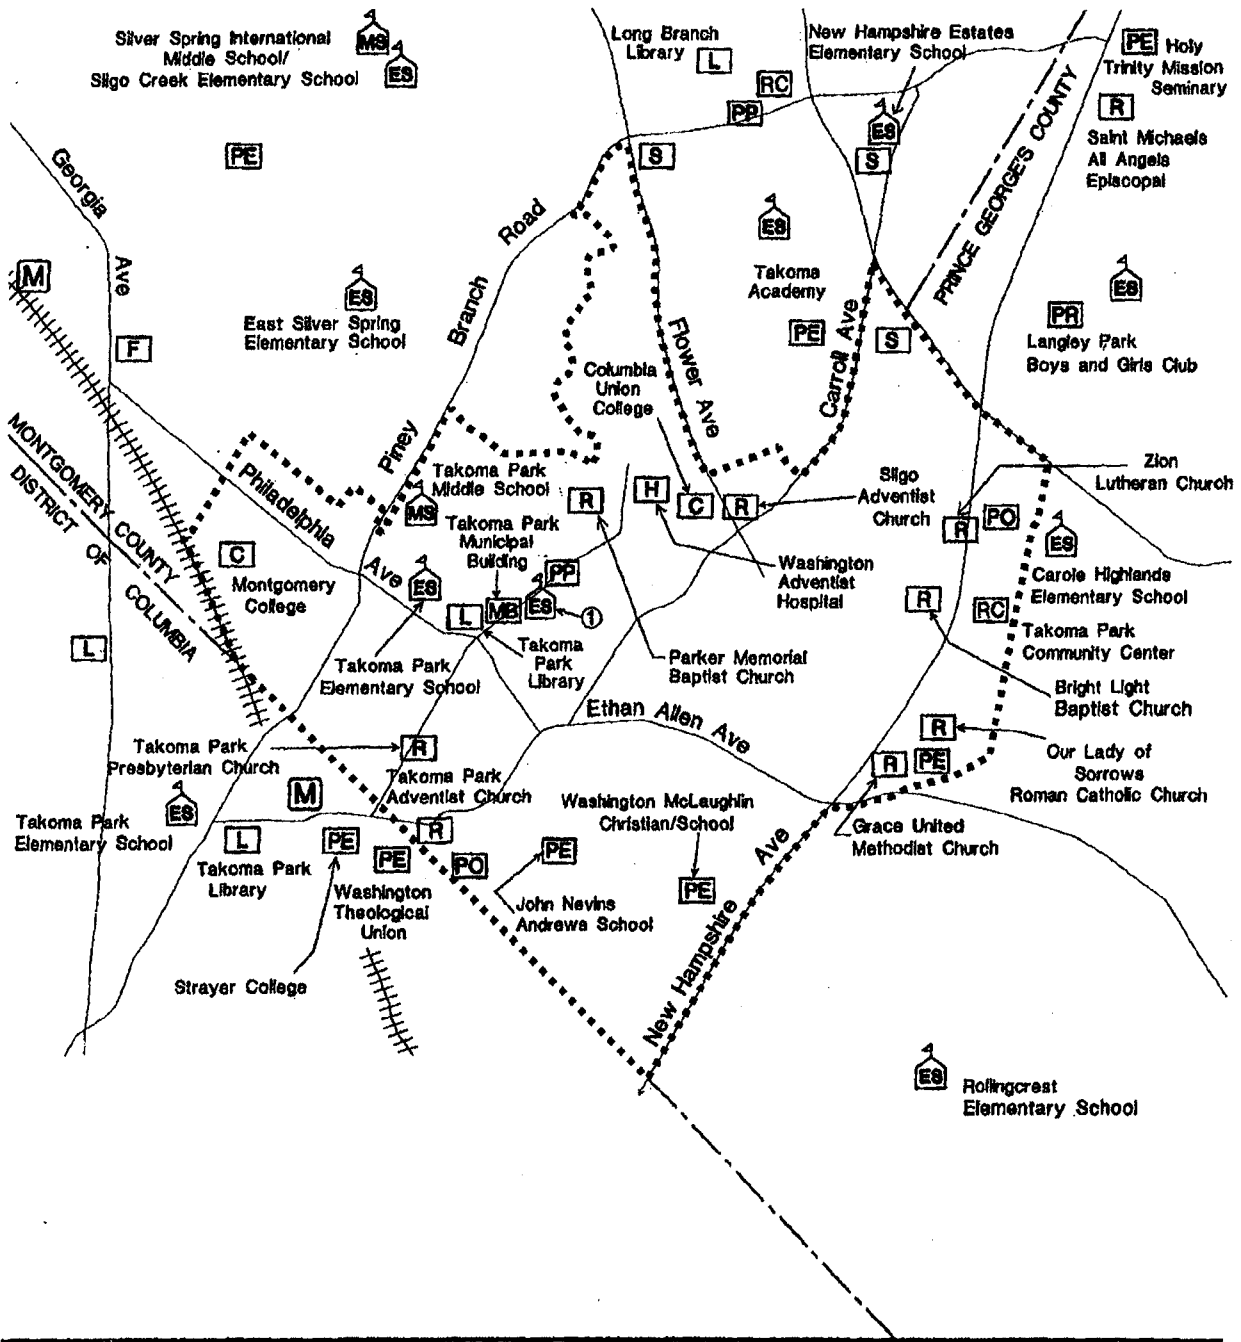 Silver Spring International
Middle School/
Sligo Creek Elementary School
MS
ES
Long Branch
Library
L
RC
PP
New Hampshire Estates
Elementary School
ES
S
S
PE
Holy
Trinity Mission
Seminary
R
Saint Michaels
All Angels
Episcopal
PRINCE GEORGE'S COUNTY
PE
Georgia
Ave
M
F
ES
East Silver Spring
Elementary School
Piney
Branch
Road
Flower Ave
ES
Takoma
Academy
PE
Carroll Ave
S
ES
PR
Langley Park
Boys and Girls Club
Columbia
Union
College
MONTGOMERY COUNTY
DISTRICT OF
COLUMBIA
Philadelphia
Ave
C
Montgomery
College
Takoma Park
Middle School
MS
Takoma Park
Municipal
Building
R
H
C
R
Sligo
Adventist
Church
Zion
Lutheran Church
R
PO
ES
Carole Highlands
Elementary School
Washington
Adventist
Hospital
ES
L
MB
ES
PP
1
R
RC
Takoma Park
Community Center
L
Takoma Park
Elementary School
Takoma
Park
Library
Parker Memorial
Baptist Church
Bright Light
Baptist Church
Ethan Allen Ave
R
Our Lady of
Sorrows
Roman Catholic Church
R
PE
Takoma Park
Presbyterian Church
R
Takoma Park
Adventist Church
M
ES
Takoma Park
Elementary School
L
Takoma Park
Library
PE
PE
R
PO
Washington
Theological
Union
Strayer College
PE
John Nevins
Andrews School
Washington McLaughlin
Christian/School
PE
Grace United
Methodist Church
New Hampshire
Ave
ES
Rollingcrest
Elementary School